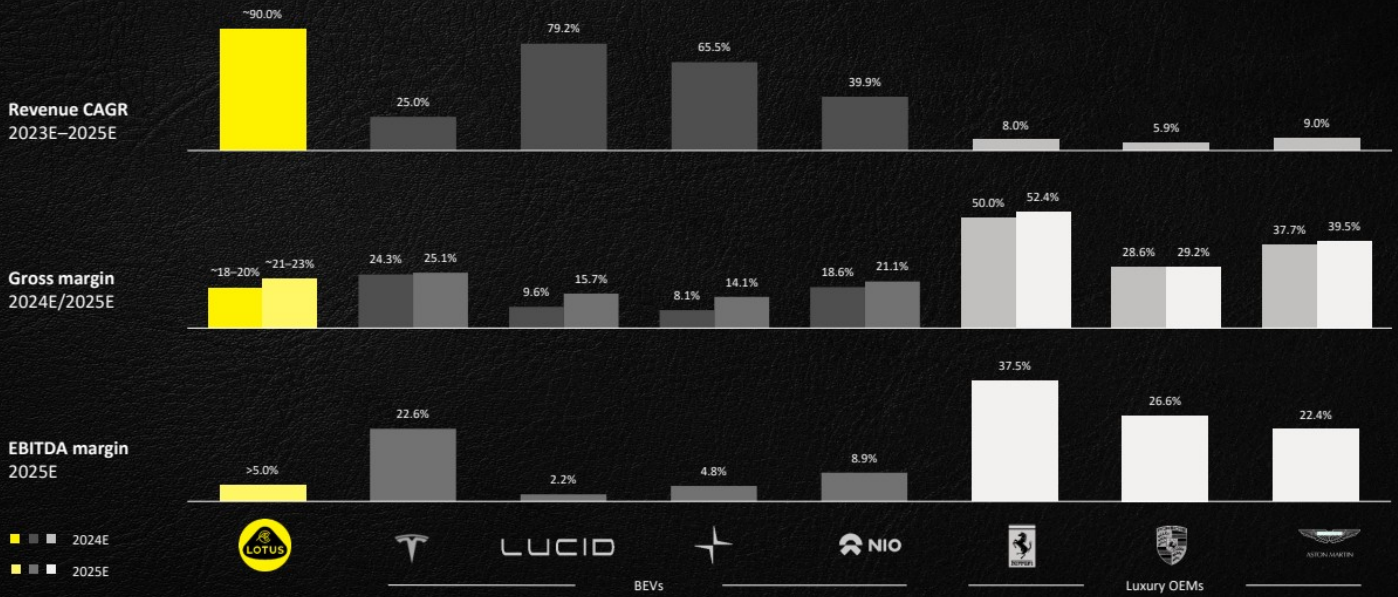 ~90.0%
25.0%
79.2%
65.5%
39.9%
8.0%
5.9%
9.0%
Revenue CAGR
2023E–2025E
~18–20%
~21–23%
24.3%
25.1%
9.6%
15.7%
8.1%
14.1%
18.6%
21.1%
50.0%
52.4%
28.6%
29.2%
37.7%
39.5%
Gross margin
2024E/2025E
>5.0%
22.6%
2.2%
4.8%
8.9%
37.5%
26.6%
22.4%
EBITDA margin
2025E
2024E
2025E
LOTUS
LUCID
NIO
Ferrari
ASTON MARTIN
BEVs
Luxury OEMs